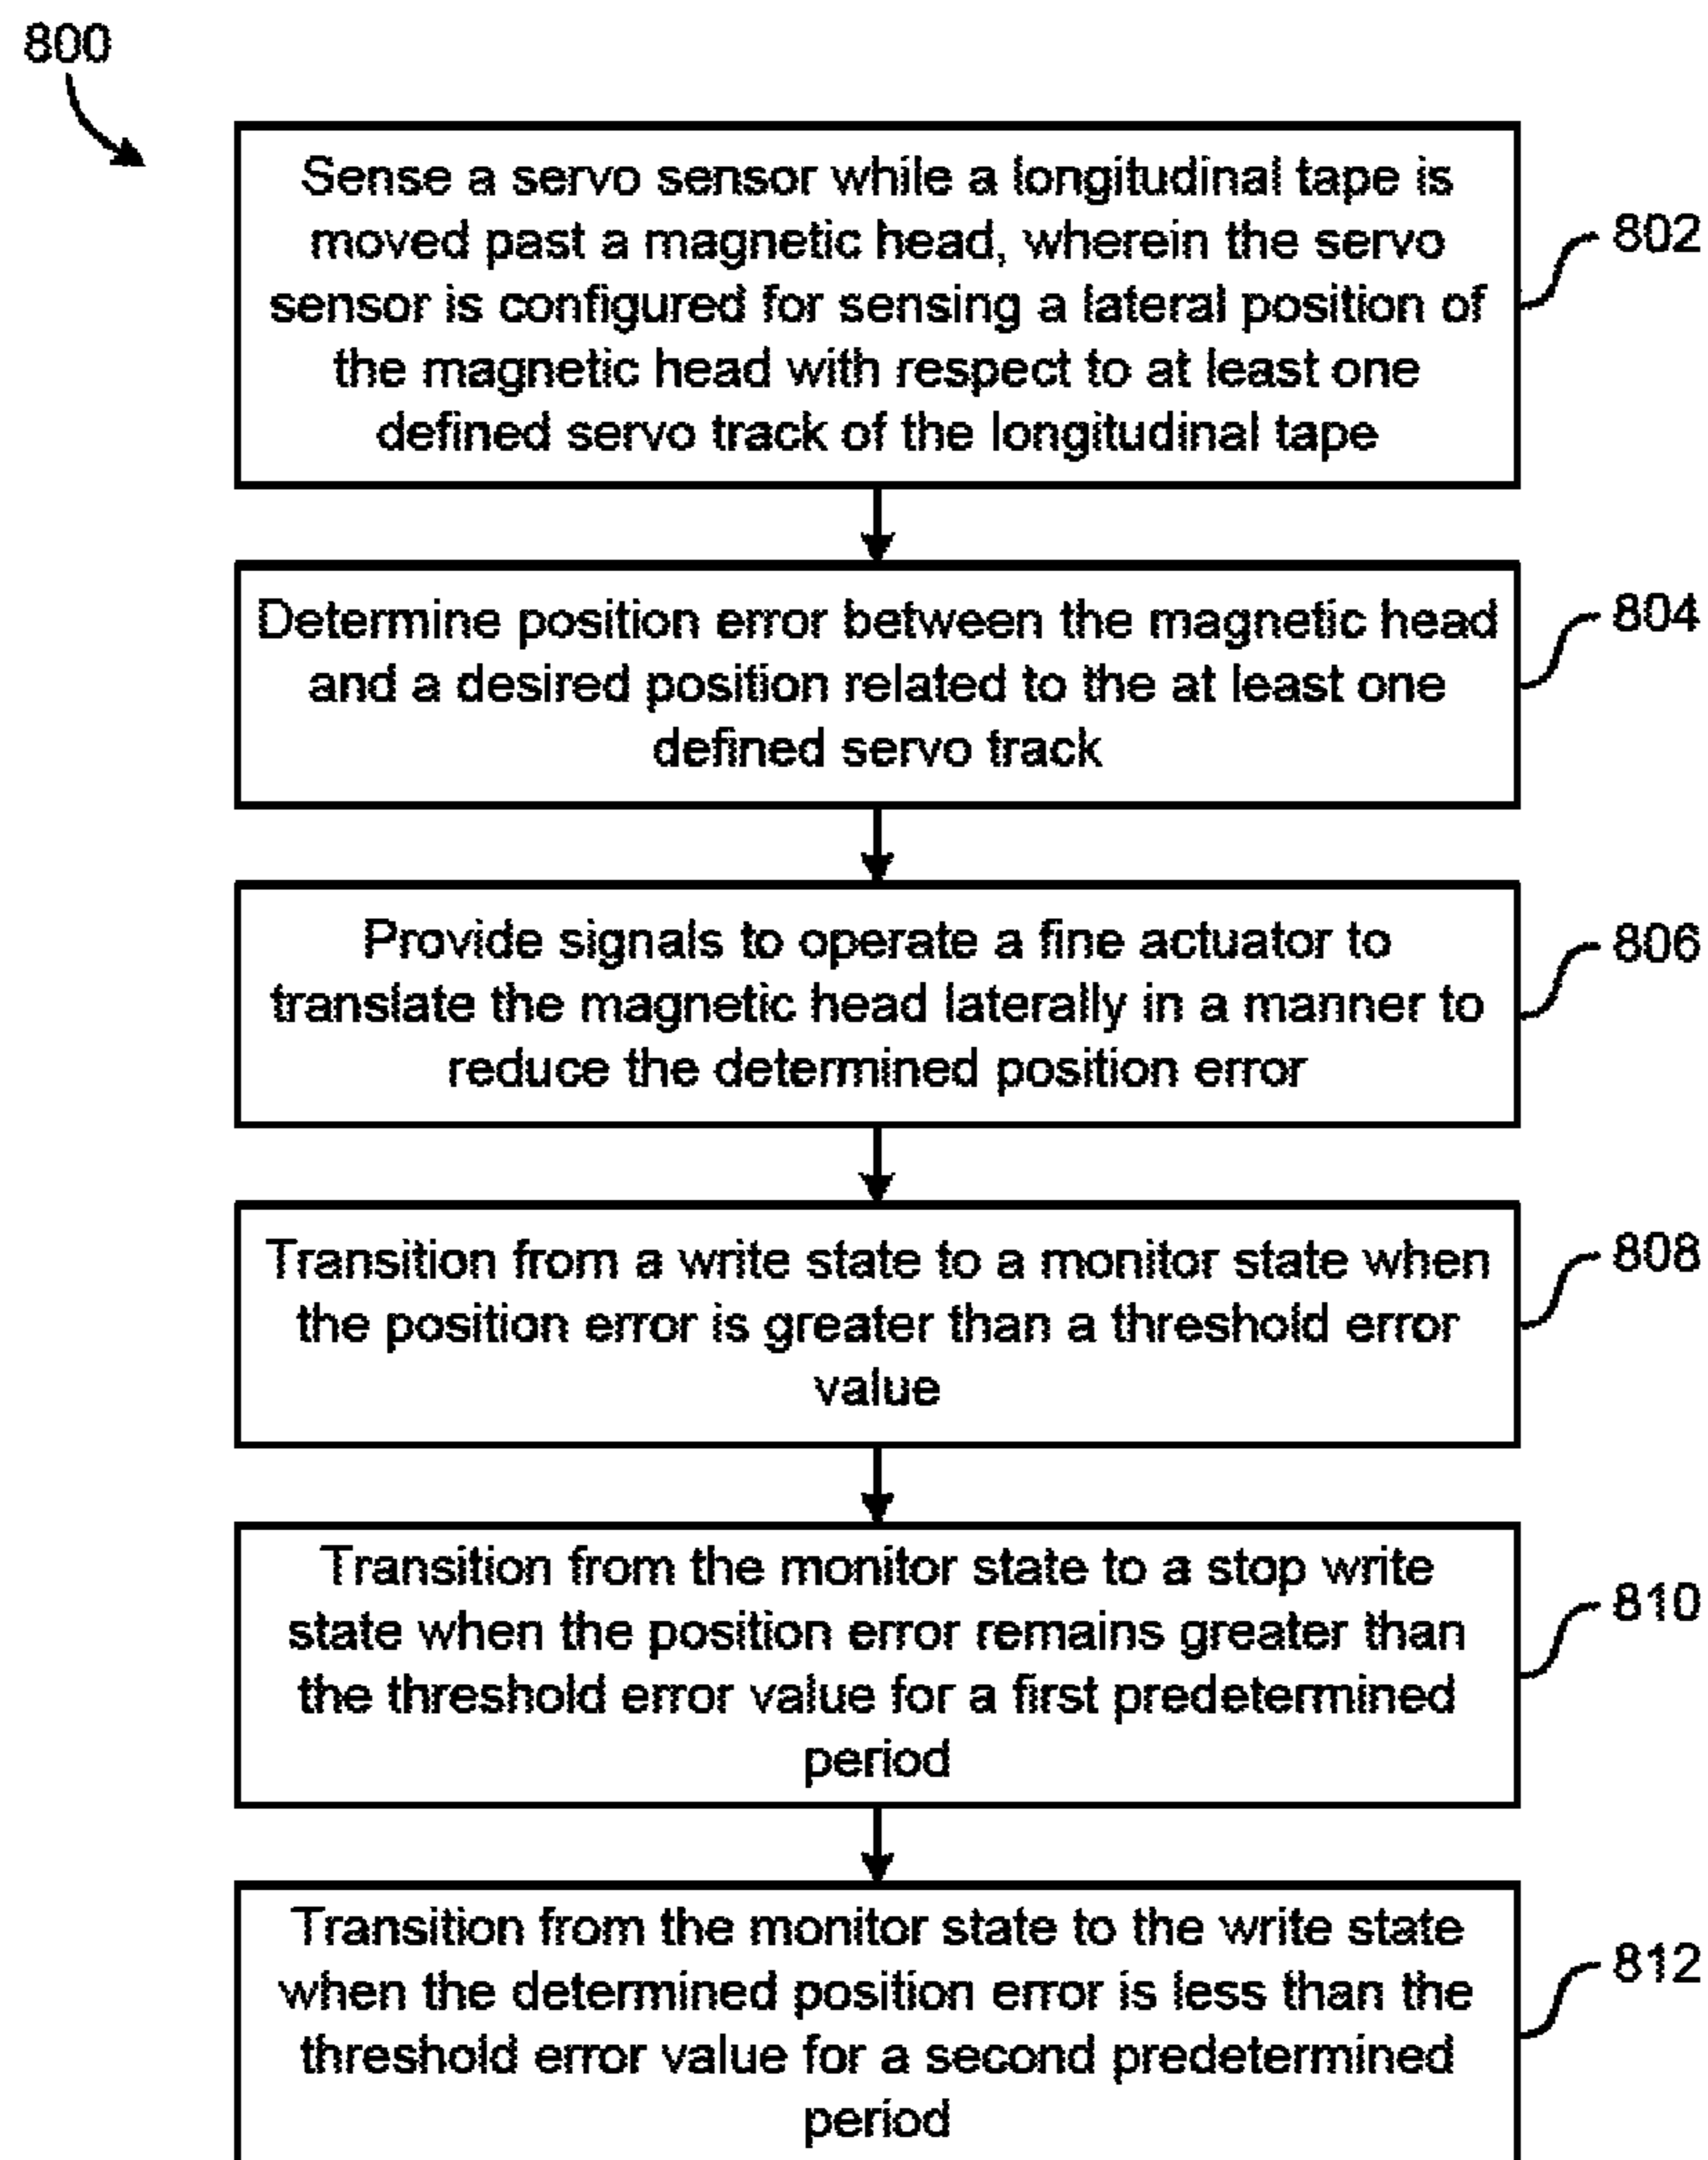 800
Sense a servo sensor while a longitudinal tape is
moved past a magnetic head, wherein the servo
sensor is configured for sensing a lateral position of
the magnetic head with respect to at least one
defined servo track of the longitudinal tape
802
Determine position error between the magnetic head
and a desired position related to the at least one
defined servo track
804
Provide signals to operate a fine actuator to
translate the magnetic head laterally in a manner to
reduce the determined position error
806
Transition from a write state to a monitor state when
the position error is greater than a threshold error
value
808
Transition from the monitor state to a stop write
state when the position error remains greater than
the threshold error value for a first predetermined
period
810
Transition from the monitor state to the write state
when the determined position error is less than the
threshold error value for a second predetermined
period
812